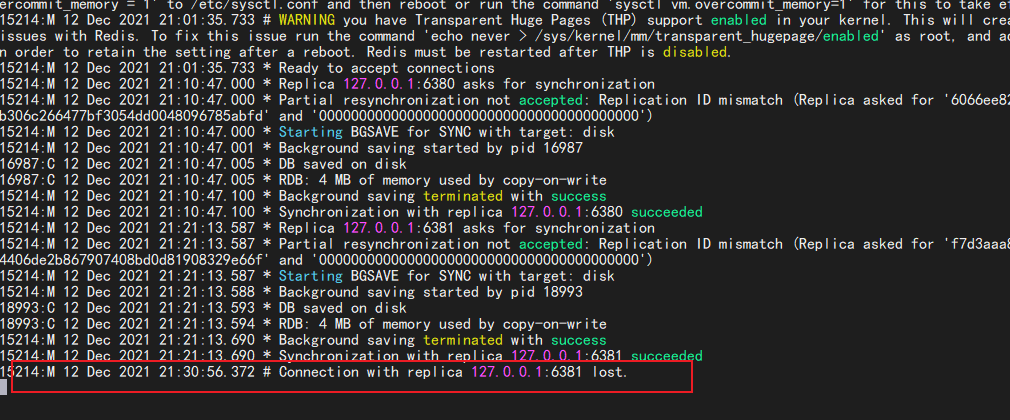 ercommit_memory = 1' to /etc/sysctl.conf and then reboot or run the command 'sysctl vm.overcommit_memory=1' for this to take ef
15214:M 12 Dec 2021 21:01:35.733 # WARNING you have Transparent Huge Pages (THP) support enabled in your kernel. This will crea
issues with Redis. To fix this issue run the command 'echo never > /sys/kernel/mm/transparent_hugepage/enabled' as root, and ad
n order to retain the setting after a reboot. Redis must be restarted after THP is disabled.
15214:M 12 Dec 2021 21:01:35.733 * Ready to accept connections
15214:M 12 Dec 2021 21:10:47.000 * Replica 127.0.0.1:6380 asks for synchronization
15214:M 12 Dec 2021 21:10:47.000 * Partial resynchronization not accepted: Replication ID mismatch (Replica asked for '6066ee82
b306c266477bf3054dd0048096785abfd' and '0000000000000000000000000000000000000000')
15214:M 12 Dec 2021 21:10:47.000 * Starting BGSAVE for SYNC with target: disk
15214:M 12 Dec 2021 21:10:47.001 * Background saving started by pid 16987
16987:C 12 Dec 2021 21:10:47.005 * DB saved on disk
16987:C 12 Dec 2021 21:10:47.005 * RDB: 4 MB of memory used by copy-on-write
15214:M 12 Dec 2021 21:10:47.100 * Background saving terminated with success
15214:M 12 Dec 2021 21:10:47.100 * Synchronization with replica 127.0.0.1:6380 succeeded
15214:M 12 Dec 2021 21:21:13.587 * Replica 127.0.0.1:6381 asks for synchronization
15214:M 12 Dec 2021 21:21:13.587 * Partial resynchronization not accepted: Replication ID mismatch (Replica asked for 'f7d3aaa8
4406de2b867907408bd0d81908329e66f' and '0000000000000000000000000000000000000000')
15214:M 12 Dec 2021 21:21:13.587 * Starting BGSAVE for SYNC with target: disk
15214:M 12 Dec 2021 21:21:13.588 * Background saving started by pid 18993
18993:C 12 Dec 2021 21:21:13.593 * DB saved on disk
18993:C 12 Dec 2021 21:21:13.594 * RDB: 4 MB of memory used by copy-on-write
15214:M 12 Dec 2021 21:21:13.690 * Background saving terminated with success
15214:M 12 Dec 2021 21:21:13.690 * Synchronization with replica 127.0.0.1:6381 succeeded
15214:M 12 Dec 2021 21:30:56.372 # Connection with replica 127.0.0.1:6381 lost.